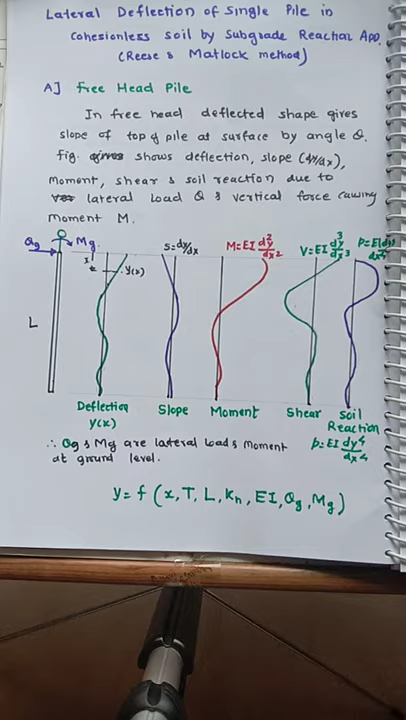 Lateral Deflection of Single Pile in
Cohesionless Soil by Subgrade Reaction App.
(Reese & Matlock method)
A] Free Head Pile
In free head deflected shape gives
slope of top of pile at surface by angle θ.
Fig. shows deflection, slope (dy/dx),
moment, shear & soil reaction due to
lateral load Q & vertical force causing
moment M.
Qg Mg x y(x) S=dy/dx M=EI d²y/dx² V=EI d³y/dx³
L
Deflection y(x) Slope Moment Shear Soil Reaction
p=EI dy⁴/dx⁴
∴ Qg & Mg are lateral load & moment
at ground level.
y = f (x, T, L, Kh, EI, Qg, Mg)